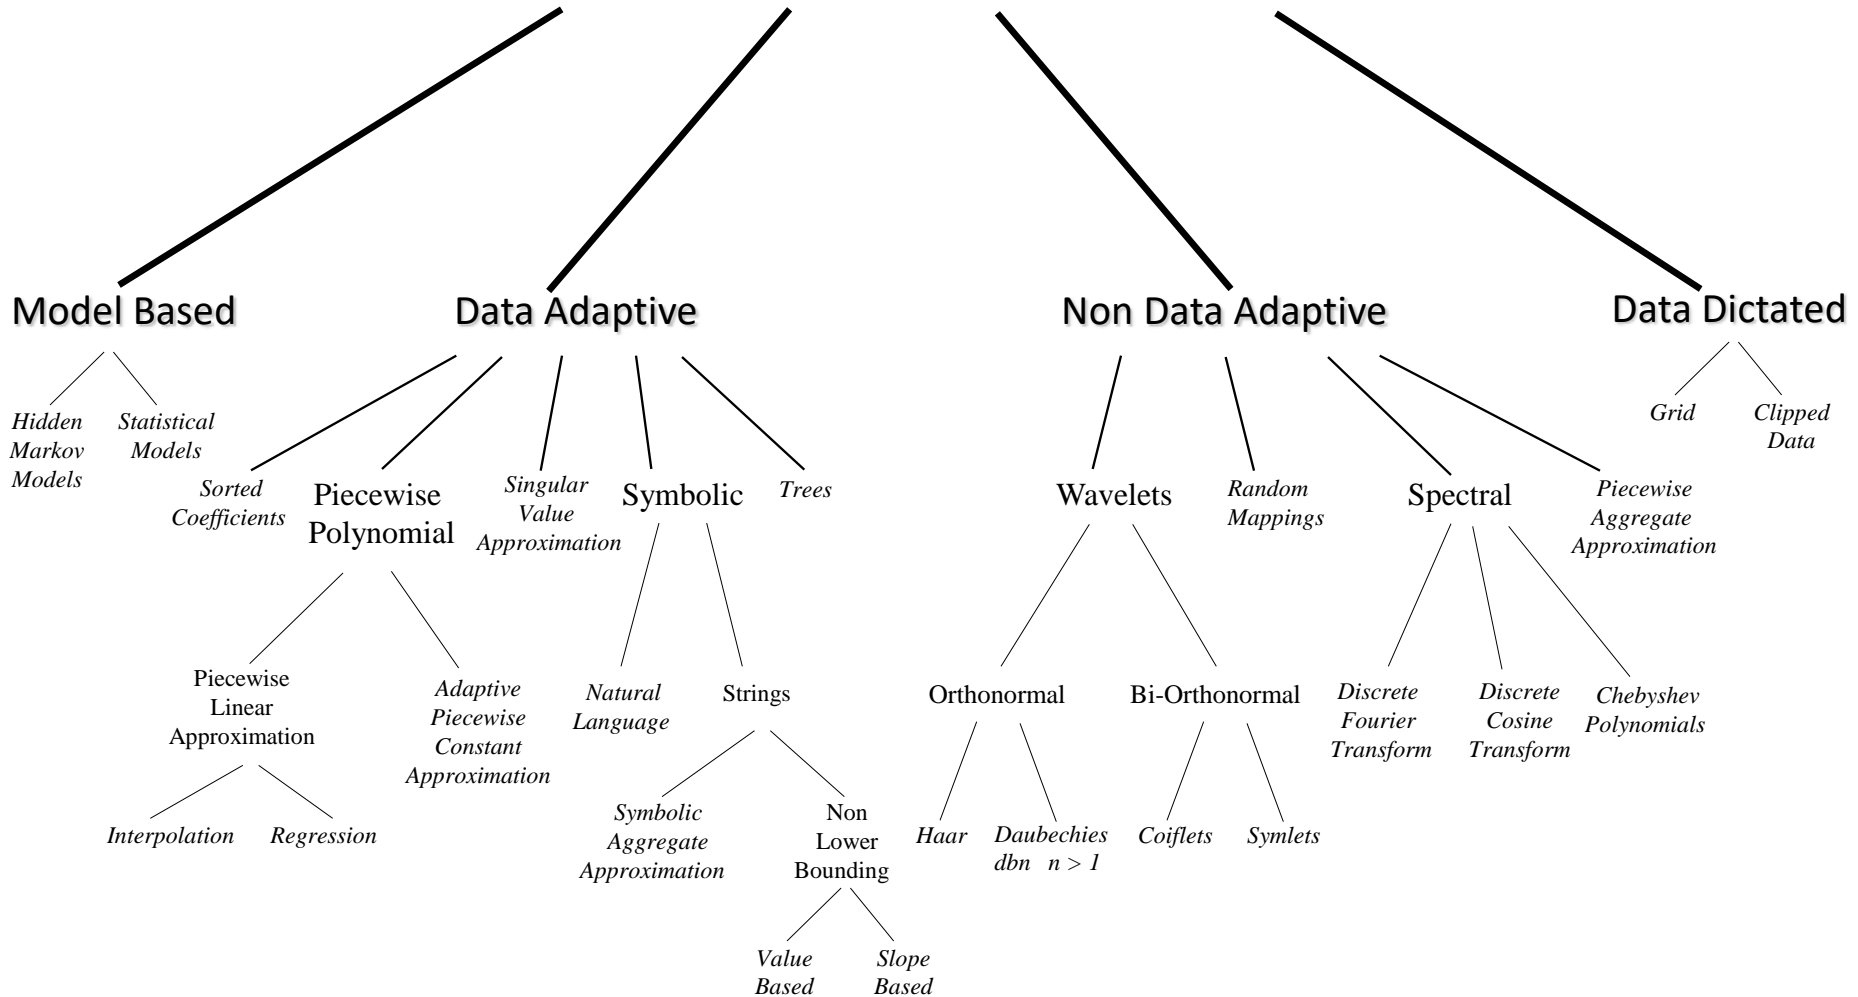 Model Based
Data Adaptive
Non Data Adaptive
Data Dictated
Hidden
Markov
Models
Statistical
Models
Grid
Clipped
Data
Sorted
Coefficients
Piecewise
Polynomial
Singular
Value
Approximation
Symbolic
Trees
Wavelets
Random
Mappings
Spectral
Piecewise
Aggregate
Approximation
Piecewise
Linear
Approximation
Adaptive
Piecewise
Constant
Approximation
Natural
Language
Strings
Orthonormal
Bi-Orthonormal
Discrete
Fourier
Transform
Discrete
Cosine
Transform
Chebyshev
Polynomials
Interpolation
Regression
Symbolic
Aggregate
Approximation
Non
Lower
Bounding
Haar
Daubechies
dbn n > 1
Coiflets
Symlets
Value
Based
Slope
Based